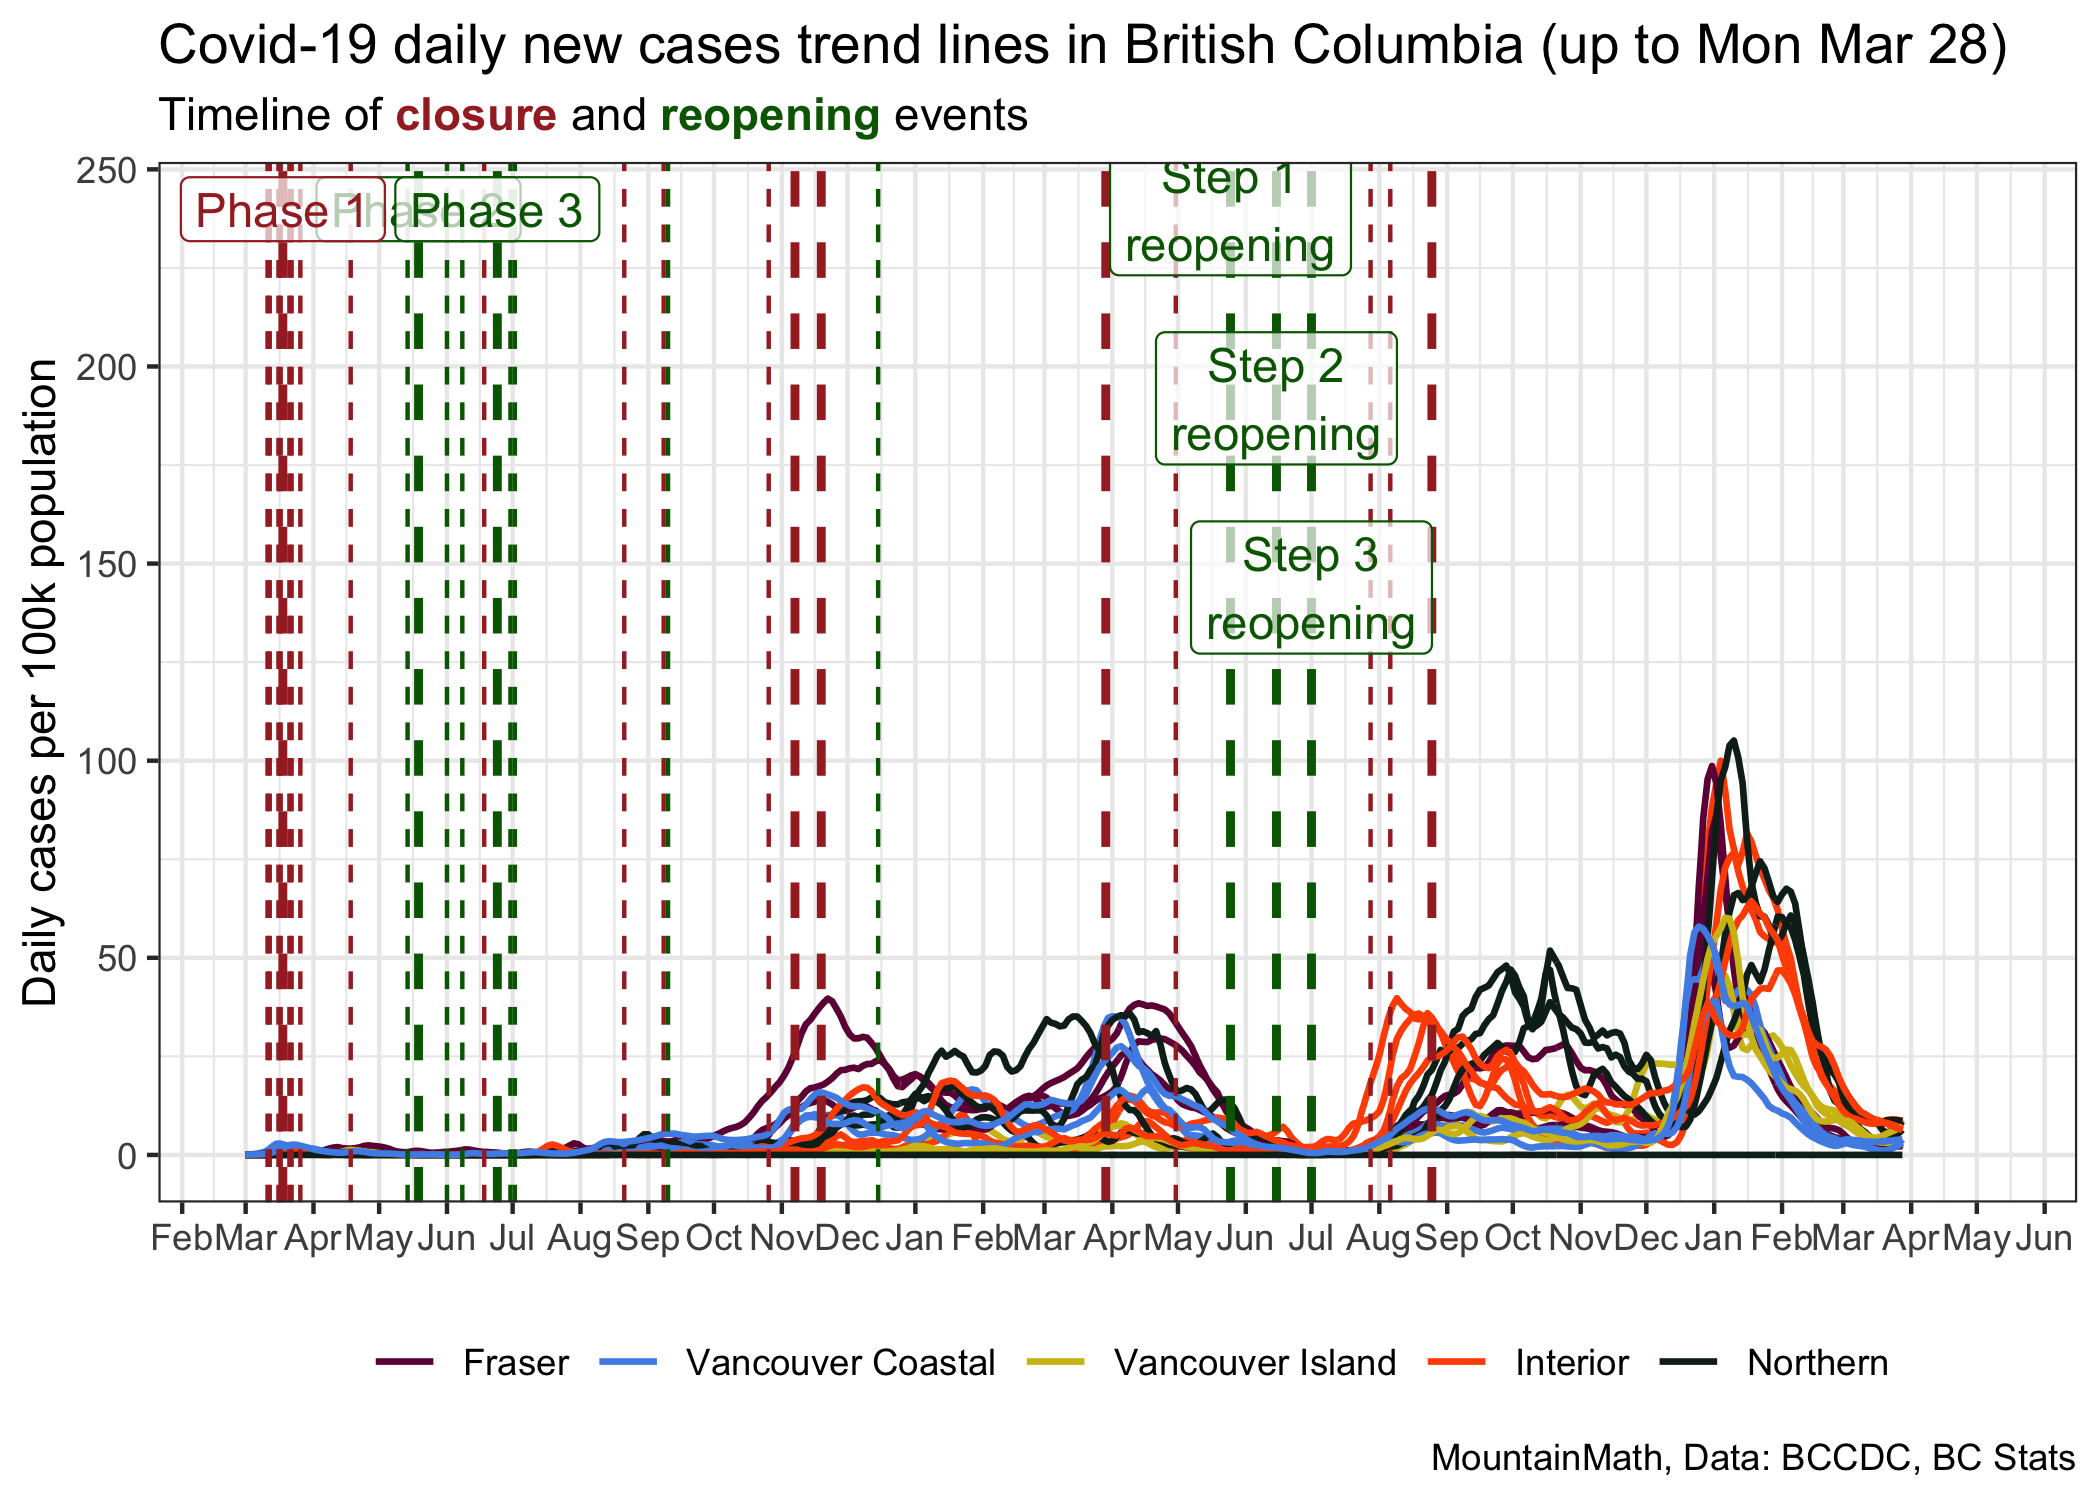 Covid-19 daily new cases trend lines in British Columbia (up to Mon Mar 28)
Timeline of closure and reopening events
Daily cases per 100k population
250
200
150
100
50
0
Phase 1
Phase 2
Phase 3
Step 1
reopening
Step 2
reopening
Step 3
reopening
Feb Mar Apr May Jun Jul Aug Sep Oct Nov Dec Jan Feb Mar Apr May Jun Jul Aug Sep Oct Nov Dec Jan Feb Mar Apr May Jun
Fraser Vancouver Coastal Vancouver Island Interior Northern
MountainMath, Data: BCCDC, BC Stats